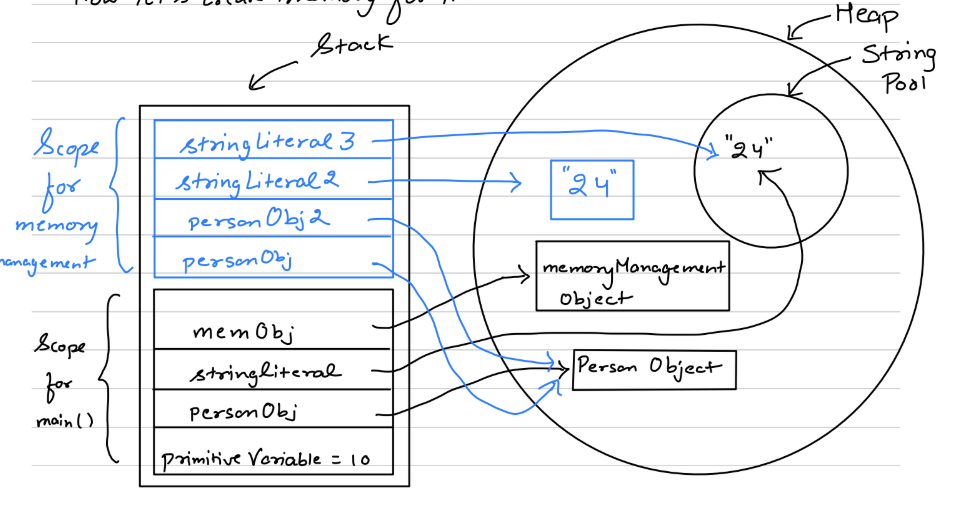 Stack
Heap
String
Pool
Scope
for
memory
management
stringLiteral 3
stringLiteral 2
personObj 2
personObj
Scope
for
main()
memObj
stringliteral
personObj
primitive Variable = 10
"24"
"24"
memoryManagement
Object
Person Object